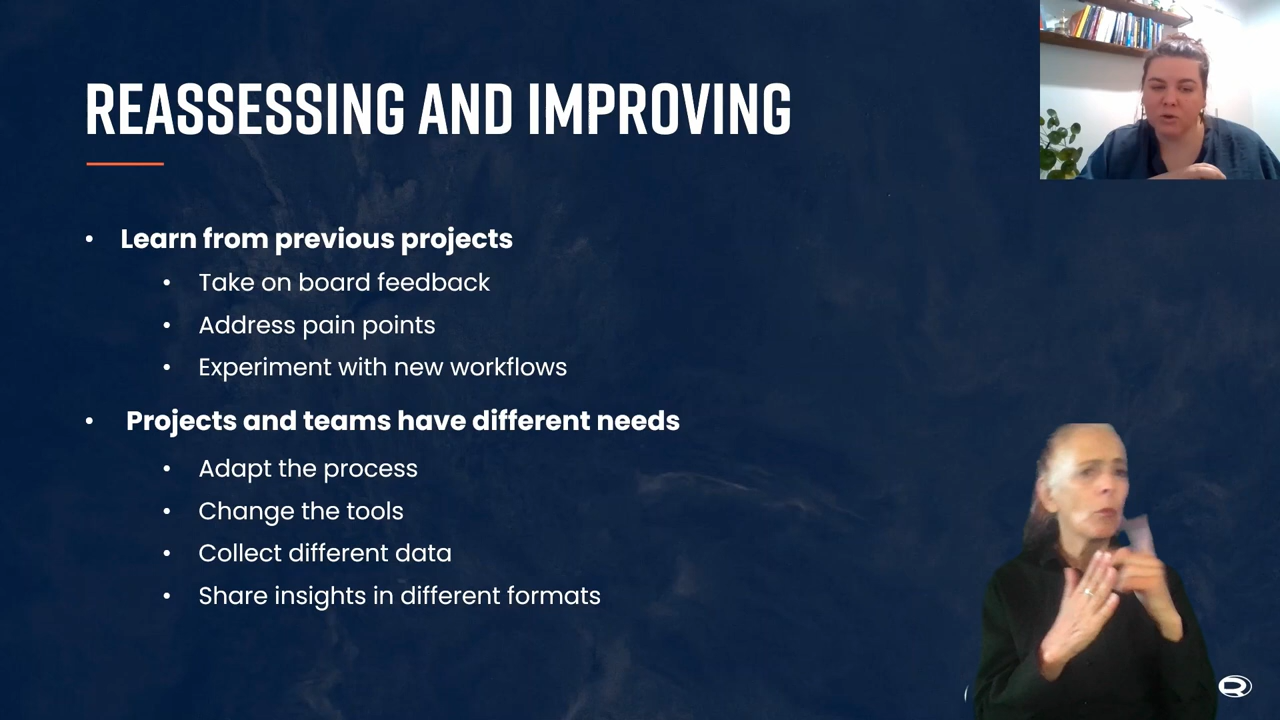 REASSESSING AND IMPROVING
• Learn from previous projects
• Take on board feedback
• Address pain points
• Experiment with new workflows
• Projects and teams have different needs
• Adapt the process
• Change the tools
• Collect different data
• Share insights in different formats